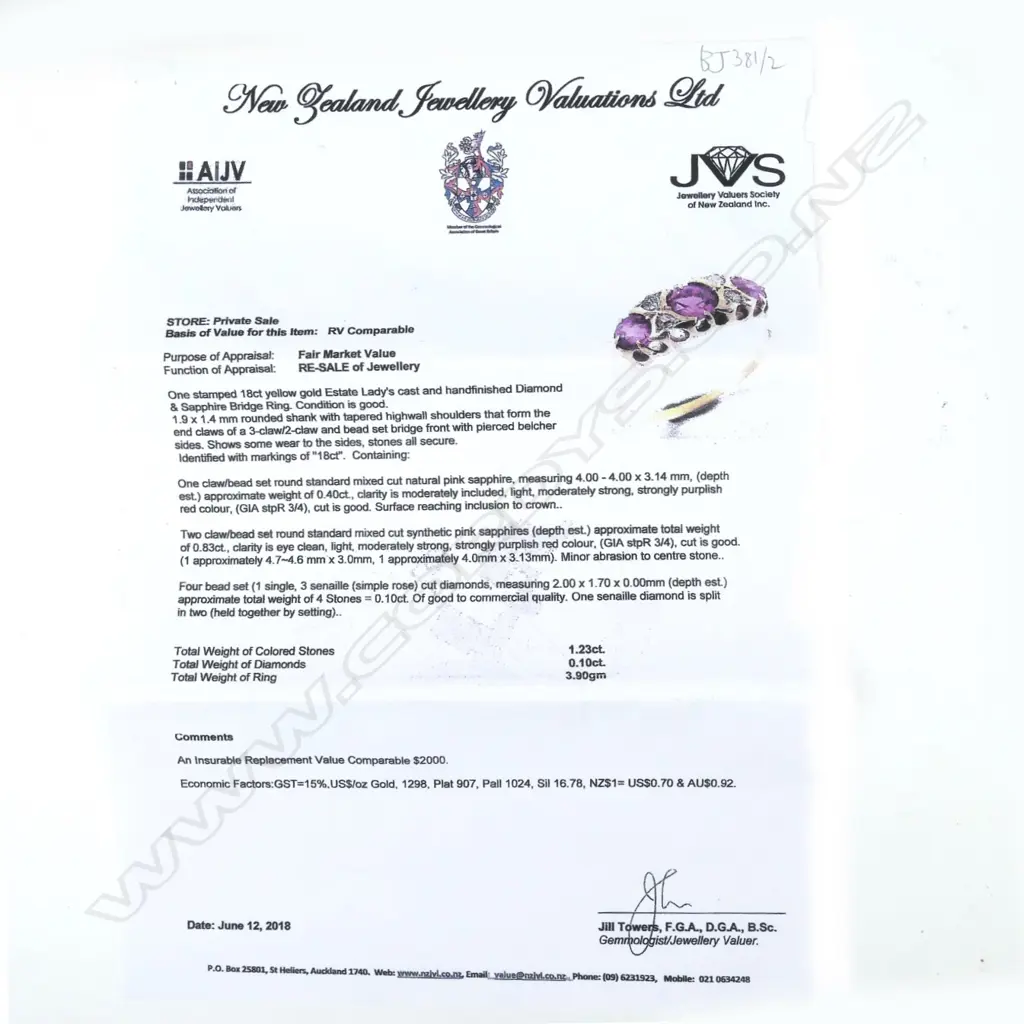 BJ381/2
New Zealand Jewellery Valuations Ltd
AIJV
Association of
Independent
Jewellery Valuers
Member of the Gemmological
Association of Great Britain
JVS
Jewellery Valuers Society
of New Zealand Inc.
STORE: Private Sale
Basis of Value for this Item: RV Comparable
Purpose of Appraisal: Fair Market Value
Function of Appraisal: RE-SALE of Jewellery
One stamped 18ct yellow gold Estate Lady's cast and handfinished Diamond
& Sapphire Bridge Ring. Condition is good.
1.9 x 1.4 mm rounded shank with tapered highwall shoulders that form the
end claws of a 3-claw/2-claw and bead set bridge front with pierced belcher
sides. Shows some wear to the sides, stones all secure.
Identified with markings of "18ct". Containing:
One claw/bead set round standard mixed cut natural pink sapphire, measuring 4.00 - 4.00 x 3.14 mm, (depth
est.) approximate weight of 0.40ct., clarity is moderately included, light, moderately strong, strongly purplish
red colour, (GIA stpR 3/4), cut is good. Surface reaching inclusion to crown..
Two claw/bead set round standard mixed cut synthetic pink sapphires (depth est.) approximate total weight
of 0.83ct., clarity is eye clean, light, moderately strong, strongly purplish red colour, (GIA stpR 3/4), cut is good.
(1 approximately 4.7~4.6 mm x 3.0mm, 1 approximately 4.0mm x 3.13mm). Minor abrasion to centre stone..
Four bead set (1 single, 3 senaille (simple rose) cut diamonds, measuring 2.00 x 1.70 x 0.00mm (depth est.)
approximate total weight of 4 Stones = 0.10ct. Of good to commercial quality. One senaille diamond is split
in two (held together by setting)..
Total Weight of Colored Stones 1.23ct.
Total Weight of Diamonds 0.10ct.
Total Weight of Ring 3.90gm
Comments
An Insurable Replacement Value Comparable $2000.
Economic Factors:GST=15%,US$/oz Gold, 1298, Plat 907, Pall 1024, Sil 16.78, NZ$1= US$0.70 & AU$0.92.
Date: June 12, 2018
Jill Towers, F.G.A., D.G.A., B.Sc.
Gemmologist/Jewellery Valuer.
P.O. Box 25801, St Heliers, Auckland 1740. Web: www.nzjvl.co.nz, Email: value@nzjvl.co.nz., Phone: (09) 6231923, Mobile: 021 0634248
WWW.CORDYS.CO.NZ